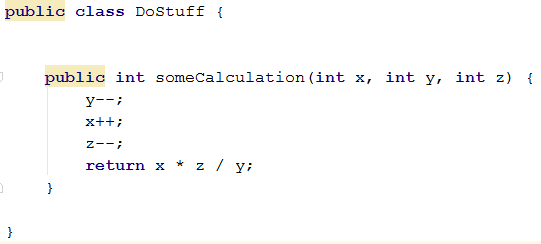 public class DoStuff {
public int someCalculation(int x, int y, int z) {
y--;
x++;
z--;
return x * z / y;
}
}